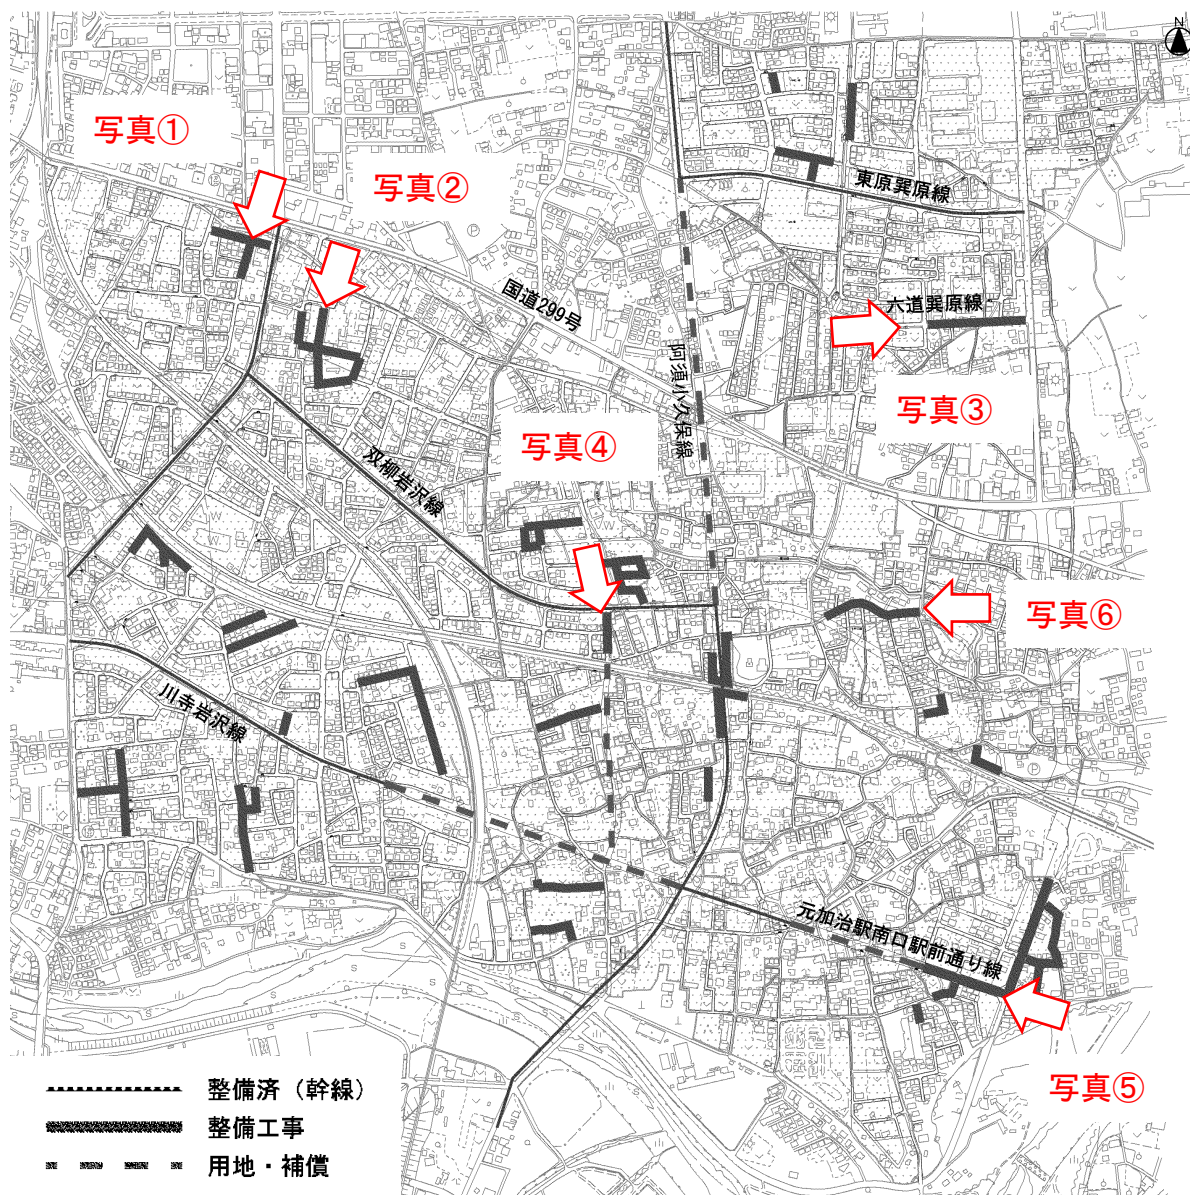 N
写真①
写真②
東原巽原線
国道299号
六道巽原線
阿須小久保線
写真③
写真④
双柳岩沢線
写真⑥
川寺岩沢線
元加治駅南口駅前通り線
写真⑤
整備済（幹線）
整備工事
用地・補償